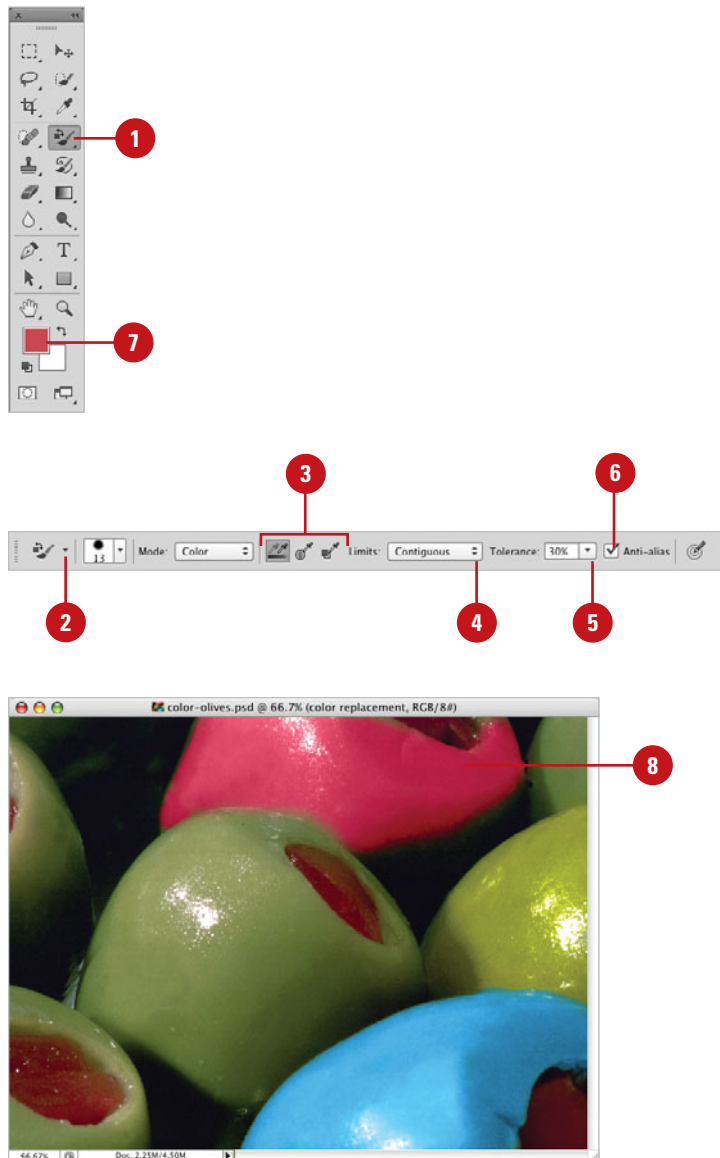 1
7
3
6
13
Mode: Color
Limits: Contiguous
Tolerance: 30%
Anti-alias
2
4
5
color-olives.psd @ 66.7% (color replacement, RGB/8#)
8
66.67%
Doc: 2.25M/4.50M